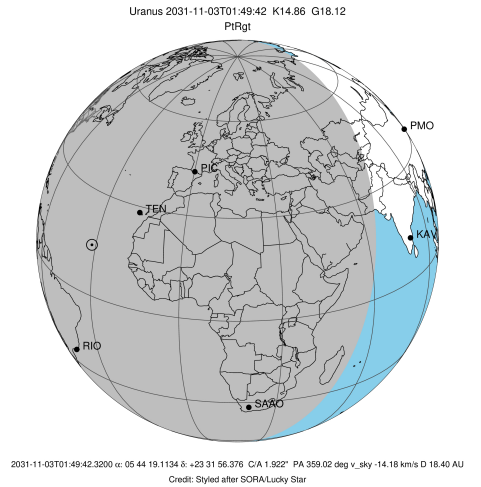 Uranus 2031-11-03T01:49:42 K14.86 G18.12
PtRgt
PMO
PIC
TEN
KAV
RIO
SAAO
2031-11-03T01:49:42.3200 α: 05 44 19.1134 δ: +23 31 56.376 C/A 1.922" PA 359.02 deg v_sky -14.18 km/s D 18.40 AU
Credit: Styled after SORA/Lucky Star